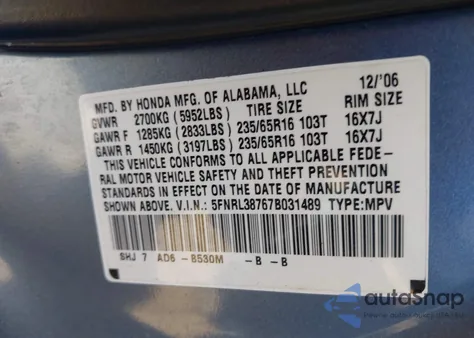 MFD. BY HONDA MFG. OF ALABAMA, LLC 12/'06
GVWR 2700KG (5952LBS) TIRE SIZE RIM SIZE
GAWR F 1285KG (2833LBS) 235/65R16 103T 16X7J
GAWR R 1450KG (3197LBS) 235/65R16 103T 16X7J
THIS VEHICLE CONFORMS TO ALL APPLICABLE FEDE-
RAL MOTOR VEHICLE SAFETY AND THEFT PREVENTION
STANDARDS IN EFFECT ON THE DATE OF MANUFACTURE
SHOWN ABOVE. V.I.N.: 5FNRL38767B031489 TYPE:MPV
SHJ 7 AD6 - B530M - B - B
autosnap